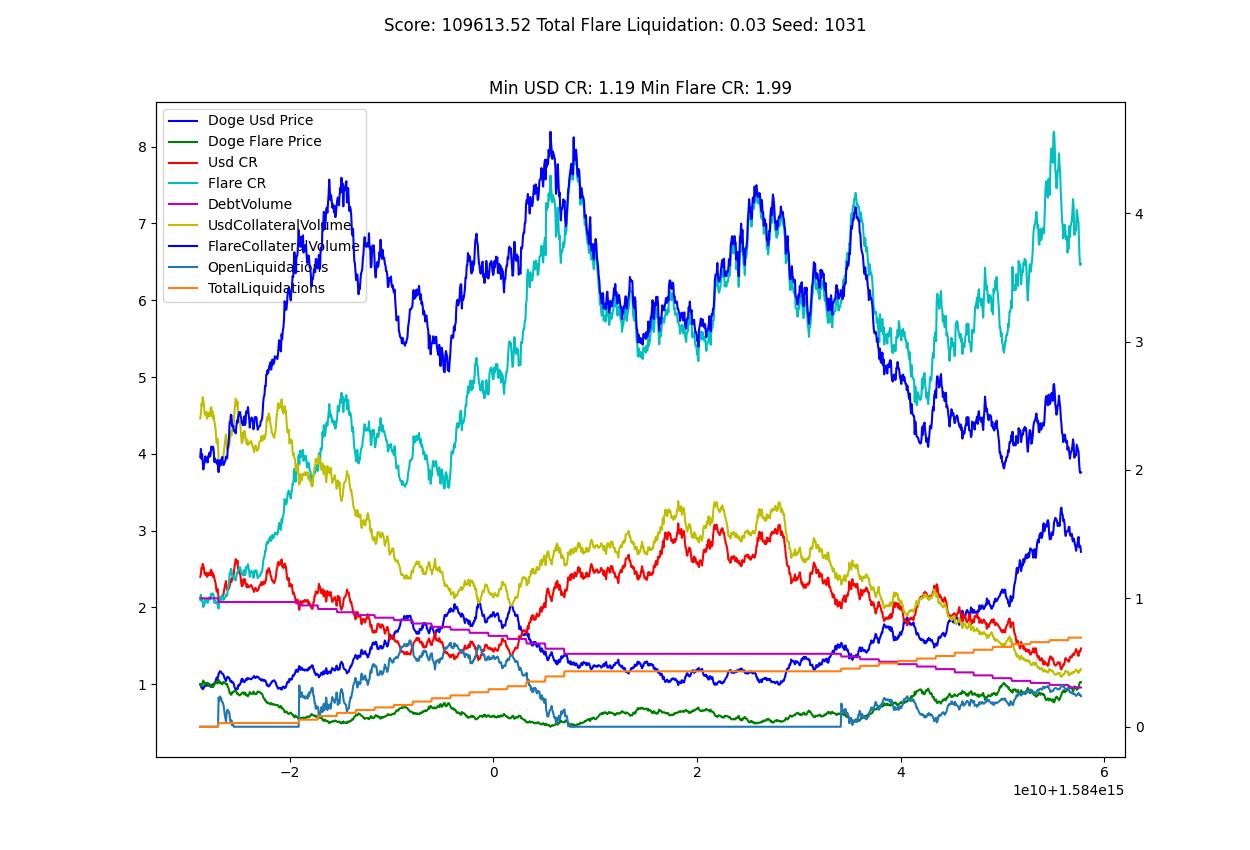 Score: 109613.52 Total Flare Liquidation: 0.03 Seed: 1031
Min USD CR: 1.19 Min Flare CR: 1.99
Doge Usd Price
Doge Flare Price
Usd CR
Flare CR
DebtVolume
UsdCollateralVolume
FlareCollateralVolume
OpenLiquidations
TotalLiquidations
8
7
6
5
4
3
2
1
4
3
2
1
0
−2
0
2
4
6
1e10+1.584e15